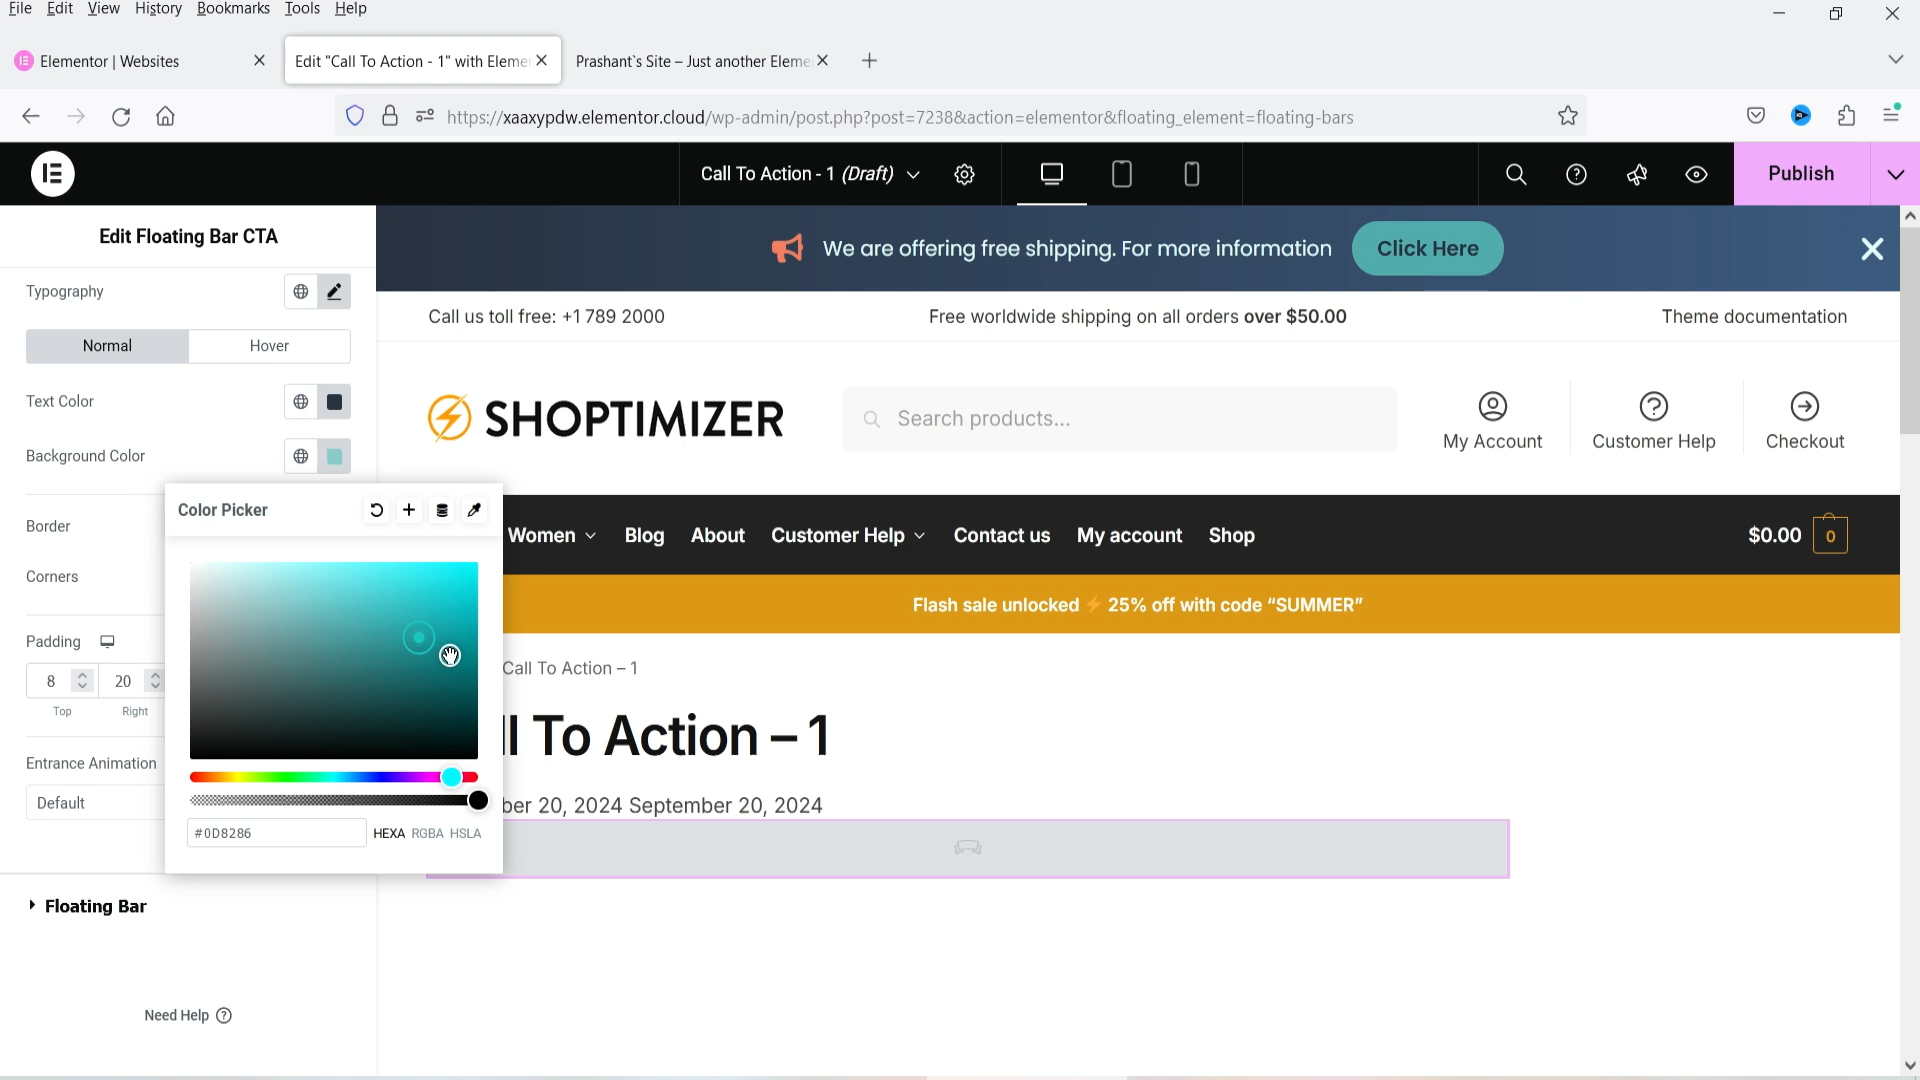 File Edit View History Bookmarks Tools Help
Elementor | Websites
Edit "Call To Action - 1" with Eleme
Prashant`s Site – Just another Eleme
https://xaaxypdw.elementor.cloud/wp-admin/post.php?post=7238&action=elementor&floating_element=floating-bars
Call To Action - 1 (Draft)
Publish
Edit Floating Bar CTA
We are offering free shipping. For more information
Click Here
Typography
Call us toll free: +1 789 2000
Free worldwide shipping on all orders over $50.00
Theme documentation
Normal
Hover
Text Color
SHOPTIMIZER
Search products...
My Account
Customer Help
Checkout
Background Color
Color Picker
Border
Women
Blog
About
Customer Help
Contact us
My account
Shop
$0.00
0
Corners
Flash sale unlocked ⚡ 25% off with code “SUMMER”
Padding
Call To Action – 1
8
20
Top
Right
ll To Action – 1
Entrance Animation
Default
ber 20, 2024 September 20, 2024
#0D8286
HEXA RGBA HSLA
Floating Bar
Need Help